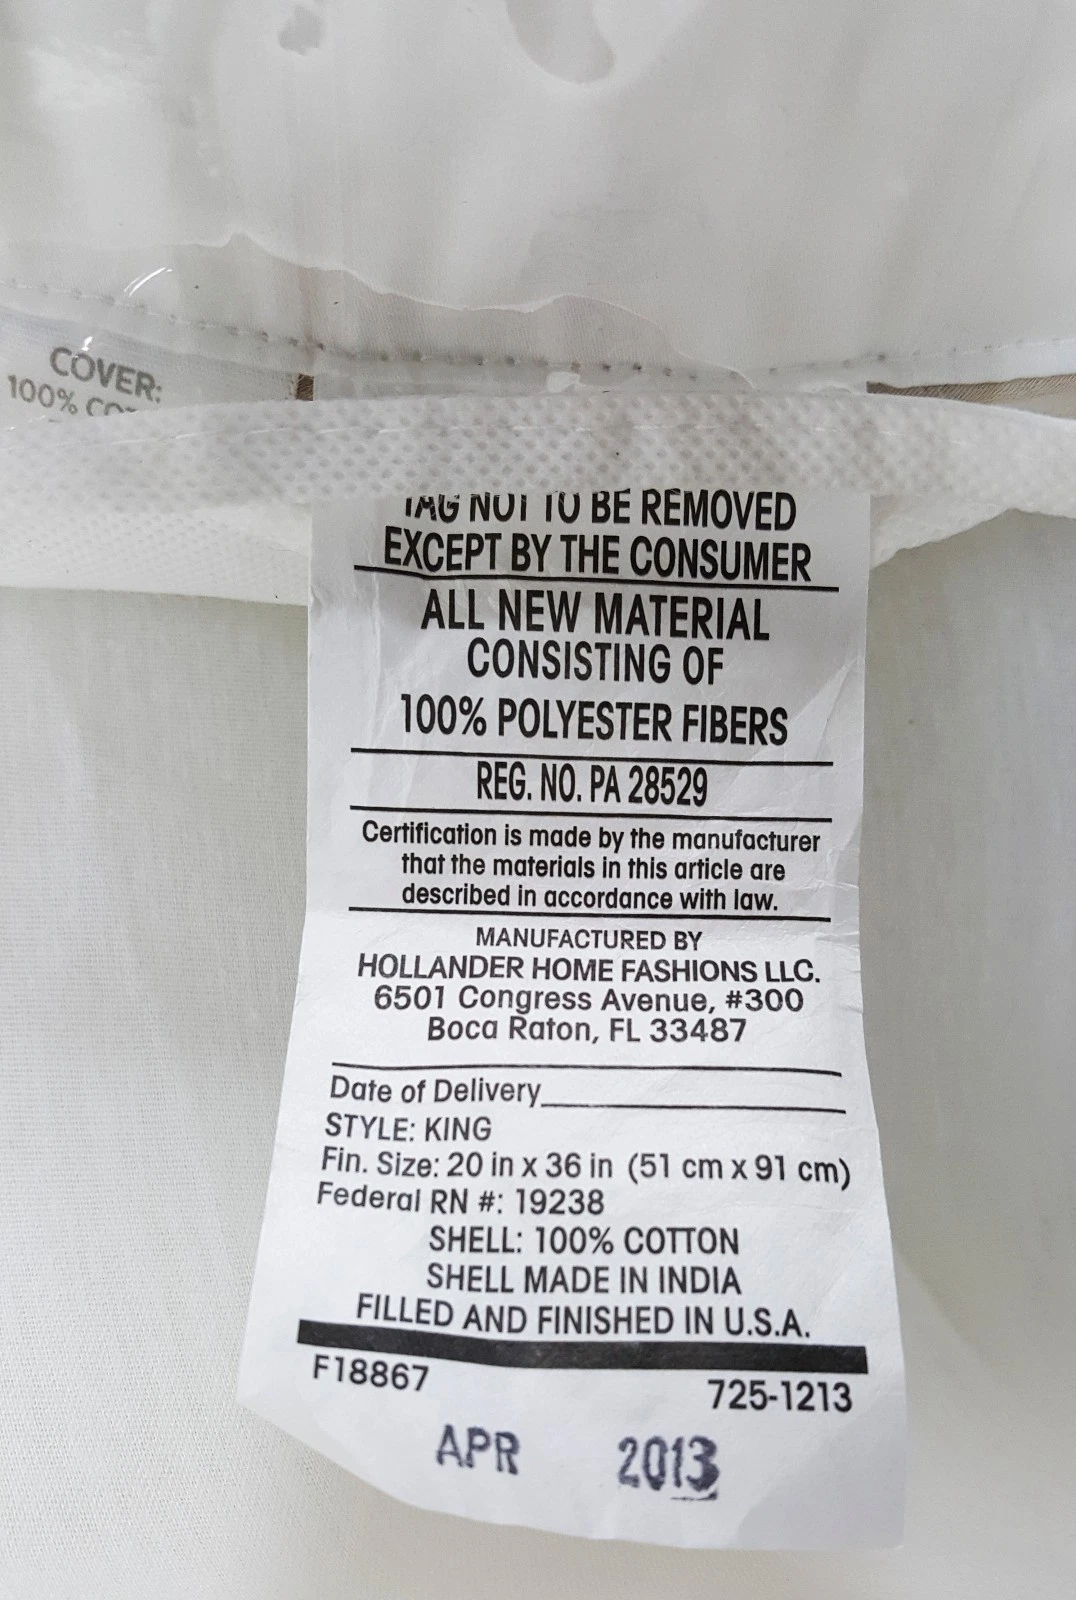 COVER:
100%
TAG NOT TO BE REMOVED
EXCEPT BY THE CONSUMER
ALL NEW MATERIAL
CONSISTING OF
100% POLYESTER FIBERS
REG. NO. PA 28529
Certification is made by the manufacturer
that the materials in this article are
described in accordance with law.
MANUFACTURED BY
HOLLANDER HOME FASHIONS LLC.
6501 Congress Avenue, #300
Boca Raton, FL 33487
Date of Delivery
STYLE: KING
Fin. Size: 20 in x 36 in (51 cm x 91 cm)
Federal RN #: 19238
SHELL: 100% COTTON
SHELL MADE IN INDIA
FILLED AND FINISHED IN U.S.A.
F18867
725-1213
APR 2013